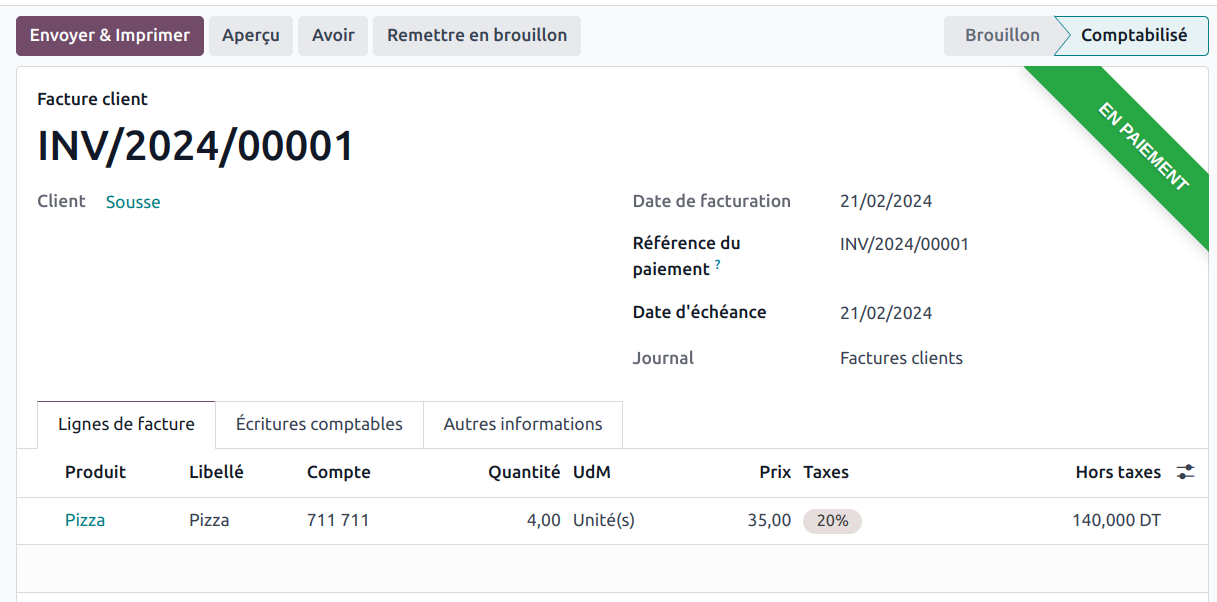 Envoyer & Imprimer Aperçu Avoir Remettre en brouillon Brouillon Comptabilisé
EN PAIEMENT
Facture client
INV/2024/00001
Client Sousse
Date de facturation 21/02/2024
Référence du paiement ? INV/2024/00001
Date d'échéance 21/02/2024
Journal Factures clients
Lignes de facture Écritures comptables Autres informations
Produit Libellé Compte Quantité UdM Prix Taxes Hors taxes
Pizza Pizza 711 711 4,00 Unité(s) 35,00 20% 140,000 DT